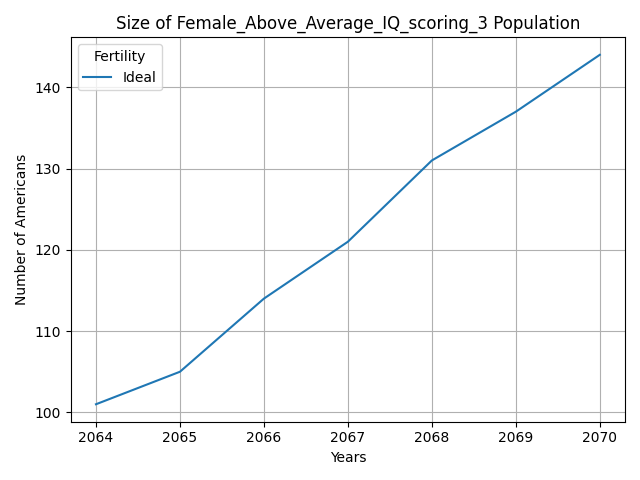 Size of Female_Above_Average_IQ_scoring_3 Population
Fertility
Ideal
Number of Americans
140
130
120
110
100
2064 2065 2066 2067 2068 2069 2070
Years